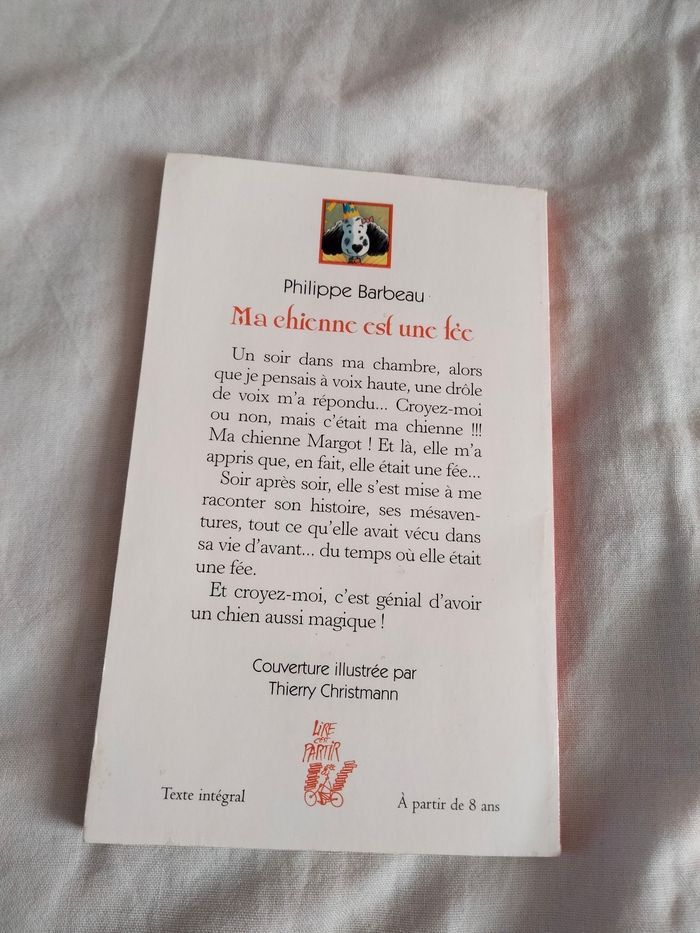 Philippe Barbeau
Ma chienne est une fée
Un soir dans ma chambre, alors
que je pensais à voix haute, une drôle
de voix m'a répondu... Croyez-moi
ou non, mais c'était ma chienne !!!
Ma chienne Margot ! Et là, elle m'a
appris que, en fait, elle était une fée...
Soir après soir, elle s'est mise à me
raconter son histoire, ses mésaven-
tures, tout ce qu'elle avait vécu dans
sa vie d'avant... du temps où elle était
une fée.
Et croyez-moi, c'est génial d'avoir
un chien aussi magique !
Couverture illustrée par
Thierry Christmann
LIRE
c'est
PARTIR
Texte intégral
À partir de 8 ans